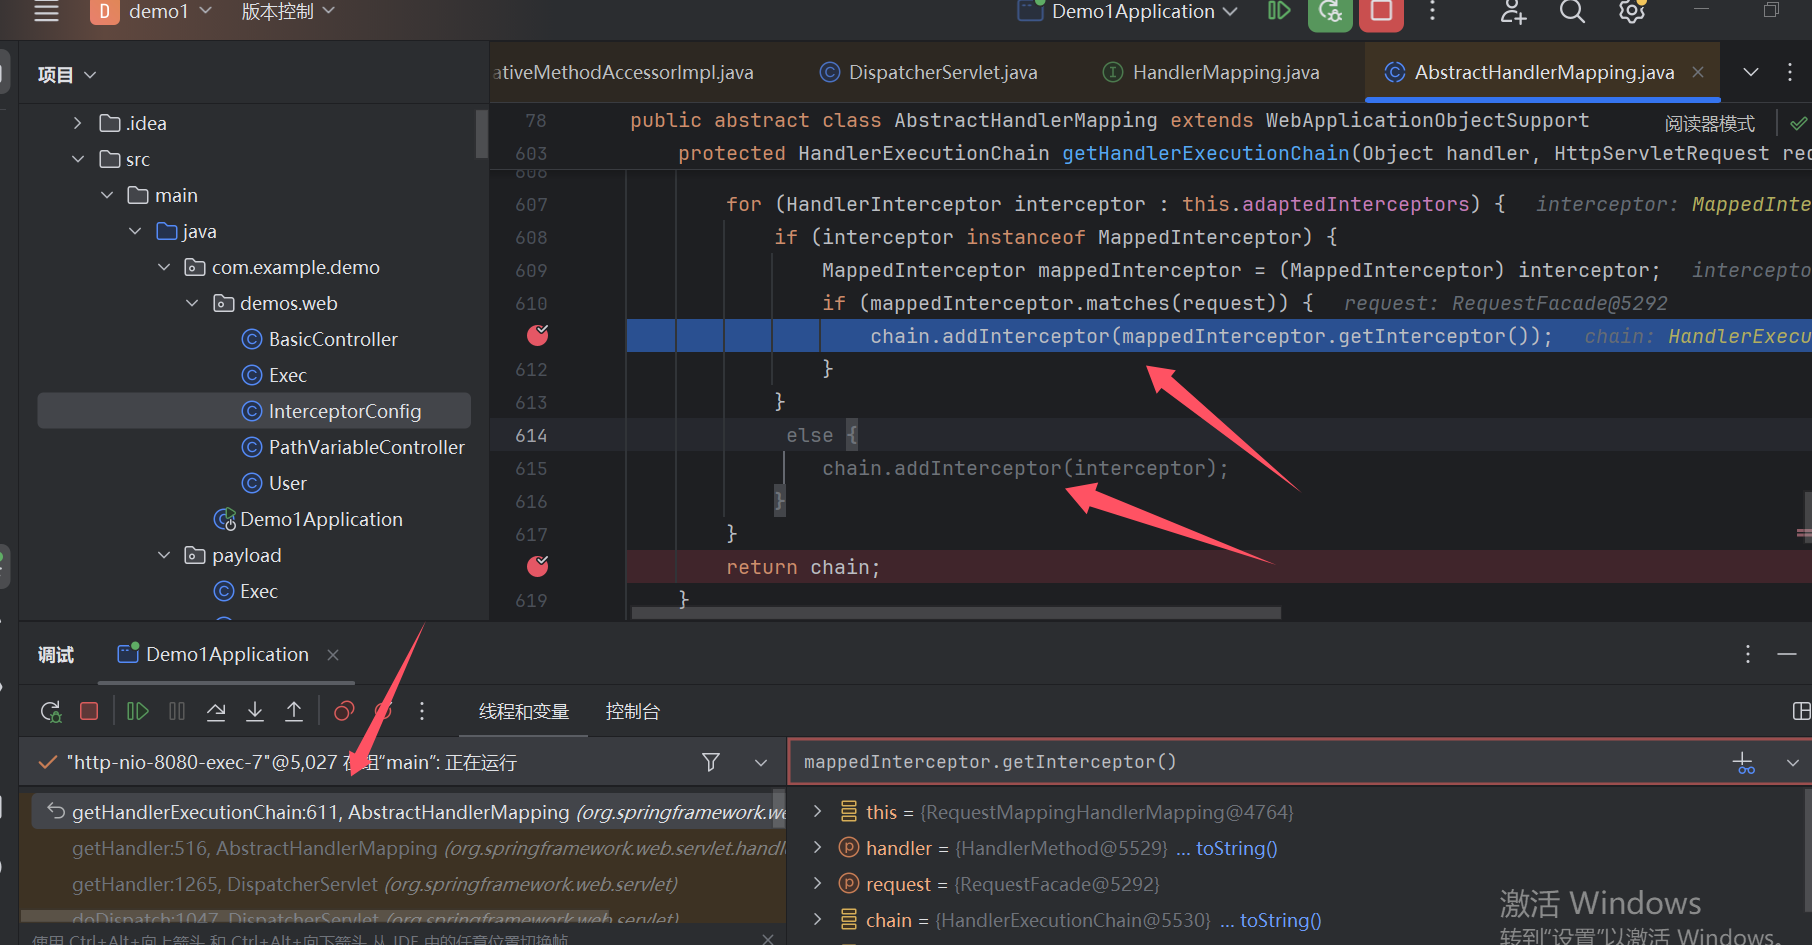 D demo1 版本控制 Demo1Application
项目
ativeMethodAccessorImpl.java DispatcherServlet.java HandlerMapping.java AbstractHandlerMapping.java
.idea
src
main
java
com.example.demo
demos.web
BasicController
Exec
InterceptorConfig
PathVariableController
User
Demo1Application
payload
Exec
阅读器模式
78 public abstract class AbstractHandlerMapping extends WebApplicationObjectSupport
603 protected HandlerExecutionChain getHandlerExecutionChain(Object handler, HttpServletRequest req
606
607 for (HandlerInterceptor interceptor : this.adaptedInterceptors) { interceptor: MappedInte
608 if (interceptor instanceof MappedInterceptor) {
609 MappedInterceptor mappedInterceptor = (MappedInterceptor) interceptor; intercepto
610 if (mappedInterceptor.matches(request)) { request: RequestFacade@5292
chain.addInterceptor(mappedInterceptor.getInterceptor()); chain: HandlerExecu
612 }
613 }
614 else {
615 chain.addInterceptor(interceptor);
616 }
617 }
return chain;
619 }
调试 Demo1Application
线程和变量 控制台
"http-nio-8080-exec-7"@5,027 在组“main”: 正在运行
getHandlerExecutionChain:611, AbstractHandlerMapping (org.springframework.we
getHandler:516, AbstractHandlerMapping (org.springframework.web.servlet.handle
getHandler:1265, DispatcherServlet (org.springframework.web.servlet)
doDispatch:1047, DispatcherServlet (org.springframework.web.servlet)
使用 Ctrl+Alt+向上箭头 和 Ctrl+Alt+向下箭头 从 IDE 中的任意位置切换帧
mappedInterceptor.getInterceptor()
this = {RequestMappingHandlerMapping@4764}
handler = {HandlerMethod@5529} ... toString()
request = {RequestFacade@5292}
chain = {HandlerExecutionChain@5530} ... toString()
激活 Windows
转到“设置”以激活 Windows。